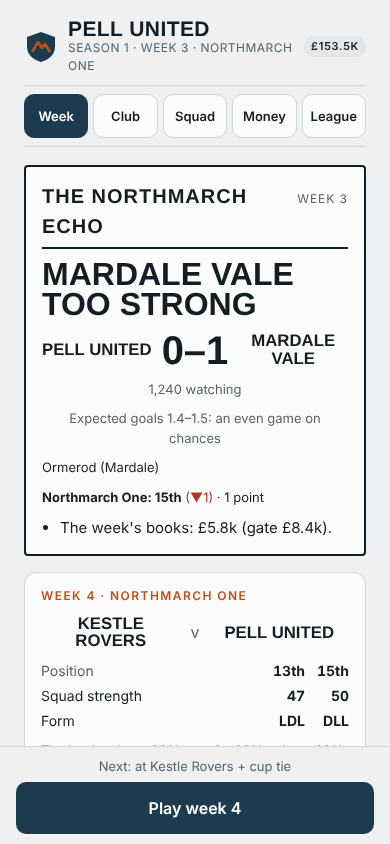 PELL UNITED
SEASON 1 · WEEK 3 · NORTHMARCH
ONE
£153.5K
Week
Club
Squad
Money
League
THE NORTHMARCH
ECHO
WEEK 3
MARDALE VALE
TOO STRONG
PELL UNITED 0–1 MARDALE
VALE
1,240 watching
Expected goals 1.4–1.5: an even game on
chances
Ormerod (Mardale)
Northmarch One: 15th (▼1) · 1 point
• The week's books: £5.8k (gate £8.4k).
WEEK 4 · NORTHMARCH ONE
KESTLE
ROVERS
v
PELL UNITED
Position 13th 15th
Squad strength 47 50
Form LDL DLL
Next: at Kestle Rovers + cup tie
Play week 4